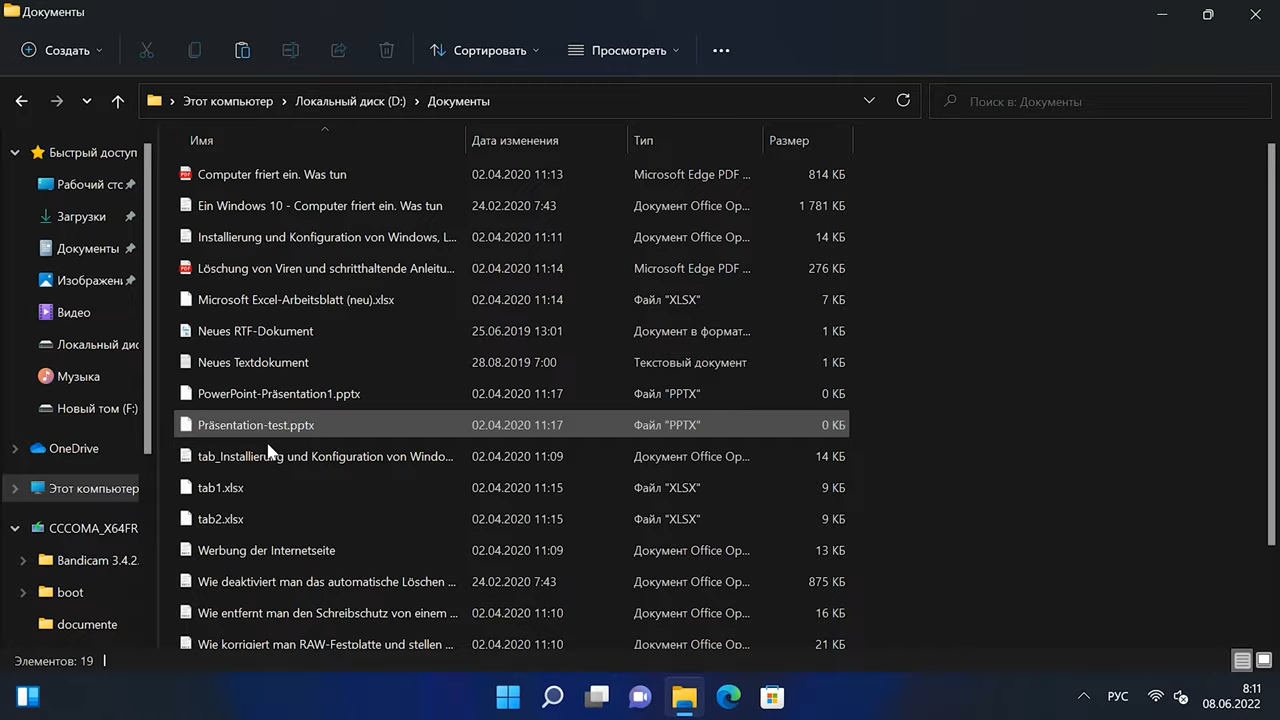 Документы
Создать
Сортировать
Просмотреть
Этот компьютер
Локальный диск (D:)
Документы
Поиск в: Документы
Имя Дата изменения Тип Размер
Быстрый доступ
Рабочий стс
Загрузки
Документы
Изображени
Видео
Локальный дис
Музыка
Новый том (F:)
OneDrive
Этот компьютер
CCCOMA_X64FR
Bandicam 3.4.2.
boot
documente
Computer friert ein. Was tun 02.04.2020 11:13 Microsoft Edge PDF ... 814 КБ
Ein Windows 10 - Computer friert ein. Was tun 24.02.2020 7:43 Документ Office Op... 1 781 КБ
Installierung und Konfiguration von Windows, L... 02.04.2020 11:11 Документ Office Op... 14 КБ
Löschung von Viren und schritthaltende Anleitu... 02.04.2020 11:14 Microsoft Edge PDF ... 276 КБ
Microsoft Excel-Arbeitsblatt (neu).xlsx 02.04.2020 11:14 Файл "XLSX" 7 КБ
Neues RTF-Dokument 25.06.2019 13:01 Документ в формат... 1 КБ
Neues Textdokument 28.08.2019 7:00 Текстовый документ 1 КБ
PowerPoint-Präsentation1.pptx 02.04.2020 11:17 Файл "PPTX" 0 КБ
Präsentation-test.pptx 02.04.2020 11:17 Файл "PPTX" 0 КБ
tab_Installierung und Konfiguration von Windo... 02.04.2020 11:09 Документ Office Op... 14 КБ
tab1.xlsx 02.04.2020 11:15 Файл "XLSX" 9 КБ
tab2.xlsx 02.04.2020 11:15 Файл "XLSX" 9 КБ
Werbung der Internetseite 02.04.2020 11:09 Документ Office Op... 13 КБ
Wie deaktiviert man das automatische Löschen ... 24.02.2020 7:43 Документ Office Op... 875 КБ
Wie entfernt man den Schreibschutz von einem ... 02.04.2020 11:10 Документ Office Op... 16 КБ
Wie korrigiert man RAW-Festplatte und stellen ... 02.04.2020 11:10 Документ Office Op... 21 КБ
Элементов: 19
РУС
8:11
08.06.2022